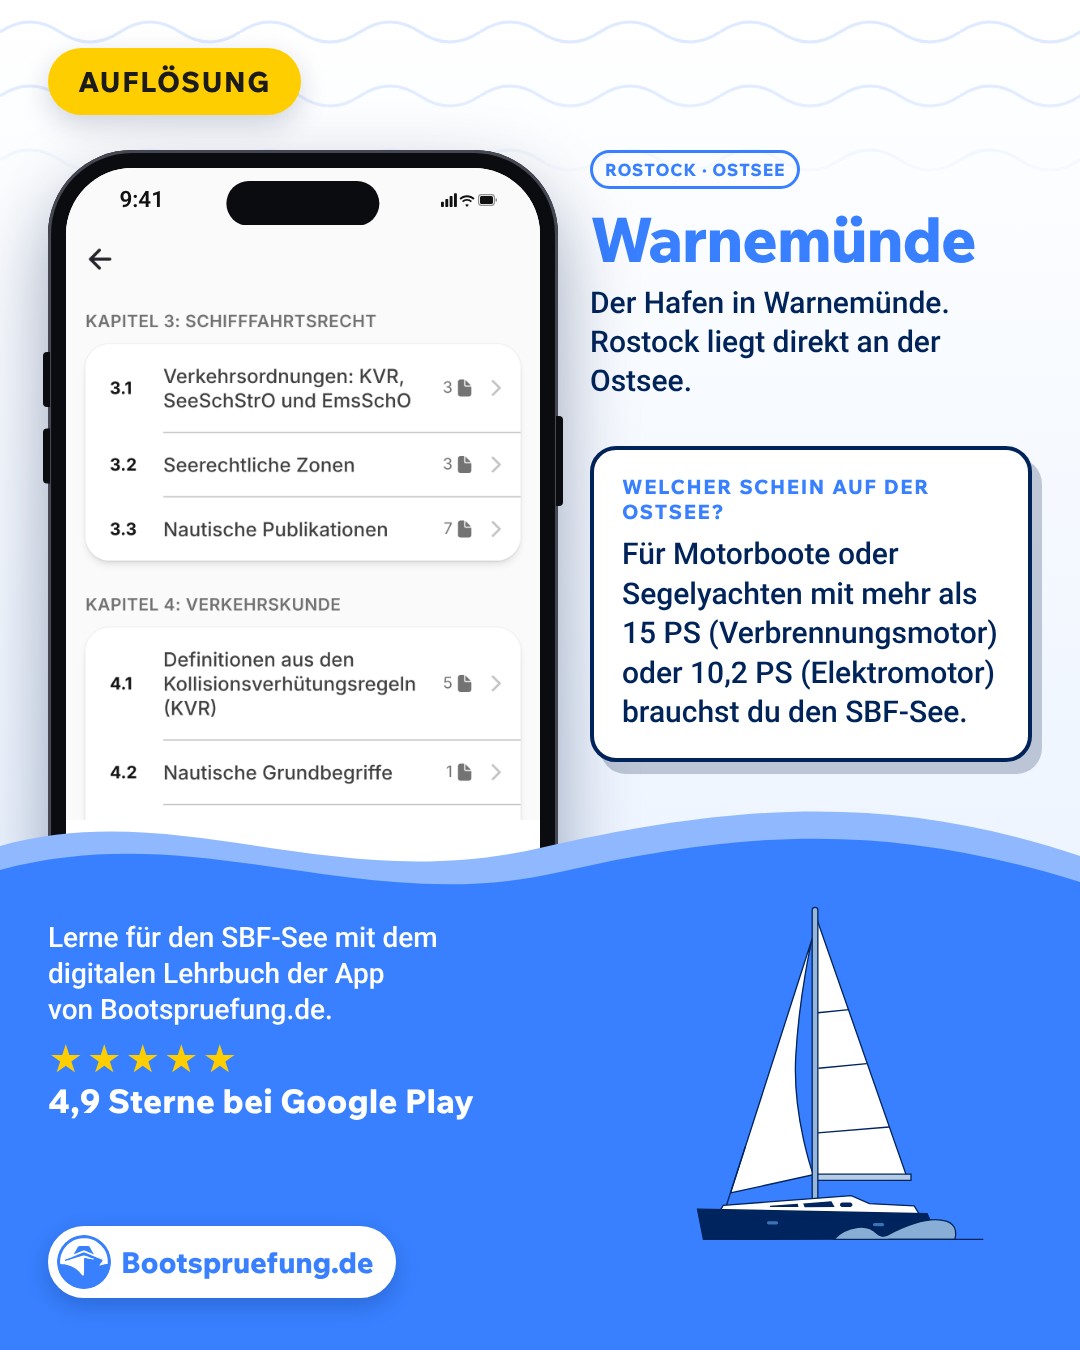 AUFLÖSUNG
9:41
KAPITEL 3: SCHIFFFAHRTSRECHT
3.1 Verkehrsordnungen: KVR, SeeSchStrO und EmsSchO 3
3.2 Seerechtliche Zonen 3
3.3 Nautische Publikationen 7
KAPITEL 4: VERKEHRSKUNDE
4.1 Definitionen aus den Kollisionsverhütungsregeln (KVR) 5
4.2 Nautische Grundbegriffe 1
ROSTOCK · OSTSEE
Warnemünde
Der Hafen in Warnemünde.
Rostock liegt direkt an der
Ostsee.
WELCHER SCHEIN AUF DER
OSTSEE?
Für Motorboote oder
Segelyachten mit mehr als
15 PS (Verbrennungsmotor)
oder 10,2 PS (Elektromotor)
brauchst du den SBF-See.
Lerne für den SBF-See mit dem
digitalen Lehrbuch der App
von Bootspruefung.de.
★★★★★
4,9 Sterne bei Google Play
Bootspruefung.de